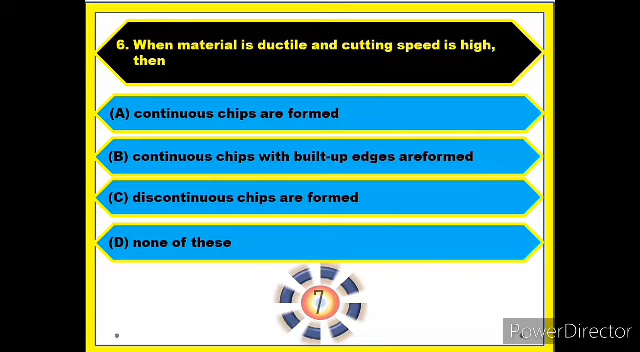 6. When material is ductile and cutting speed is high,
then
(A) continuous chips are formed
(B) continuous chips with built-up edges areformed
(C) discontinuous chips are formed
(D) none of these
7
PowerDirector